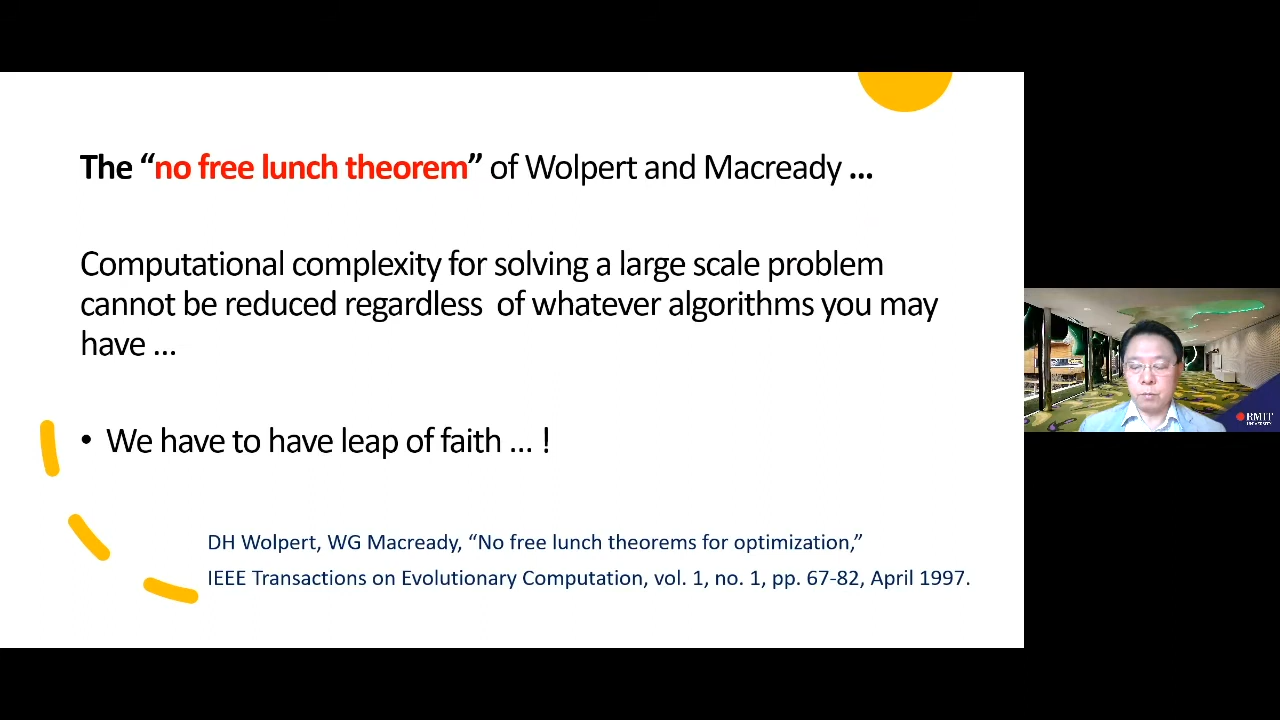 The “no free lunch theorem” of Wolpert and Macready ...
Computational complexity for solving a large scale problem
cannot be reduced regardless  of whatever algorithms you may
have ...
• We have to have leap of faith ... !
DH Wolpert, WG Macready, “No free lunch theorems for optimization,”
IEEE Transactions on Evolutionary Computation, vol. 1, no. 1, pp. 67-82, April 1997.
RMIT
UNIVERSITY